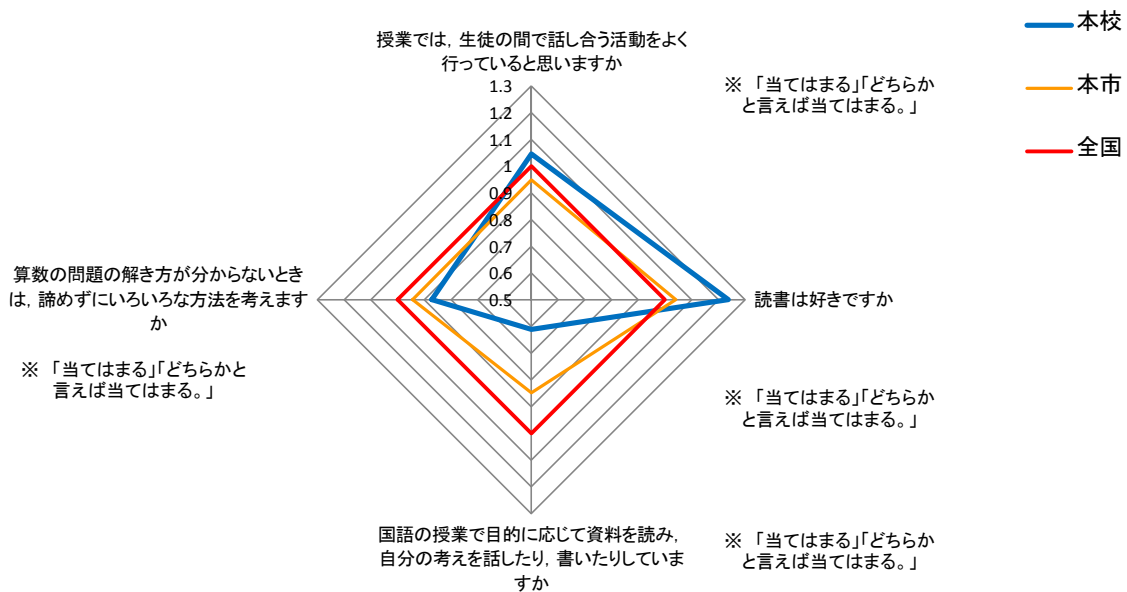 本校
本市
全国
授業では，生徒の間で話し合う活動をよく
行っていると思いますか
※　「当てはまる」「どちらか
と言えば当てはまる。」
1.3
1.2
1.1
1
0.9
0.8
0.7
0.6
0.5
読書は好きですか
※　「当てはまる」「どちらか
と言えば当てはまる。」
算数の問題の解き方が分からないとき
は，諦めずにいろいろな方法を考えます
か
※　「当てはまる」「どちらかと
言えば当てはまる。」
国語の授業で目的に応じて資料を読み，
自分の考えを話したり，書いたりしていま
すか
※　「当てはまる」「どちらか
と言えば当てはまる。」